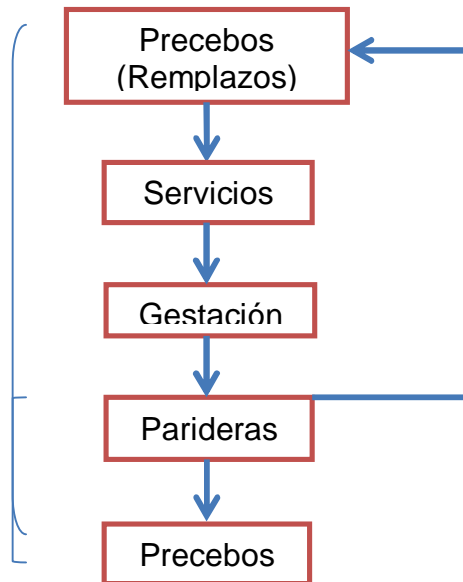 Precebos
(Remplazos)
Servicios
Gestación
Parideras
Precebos